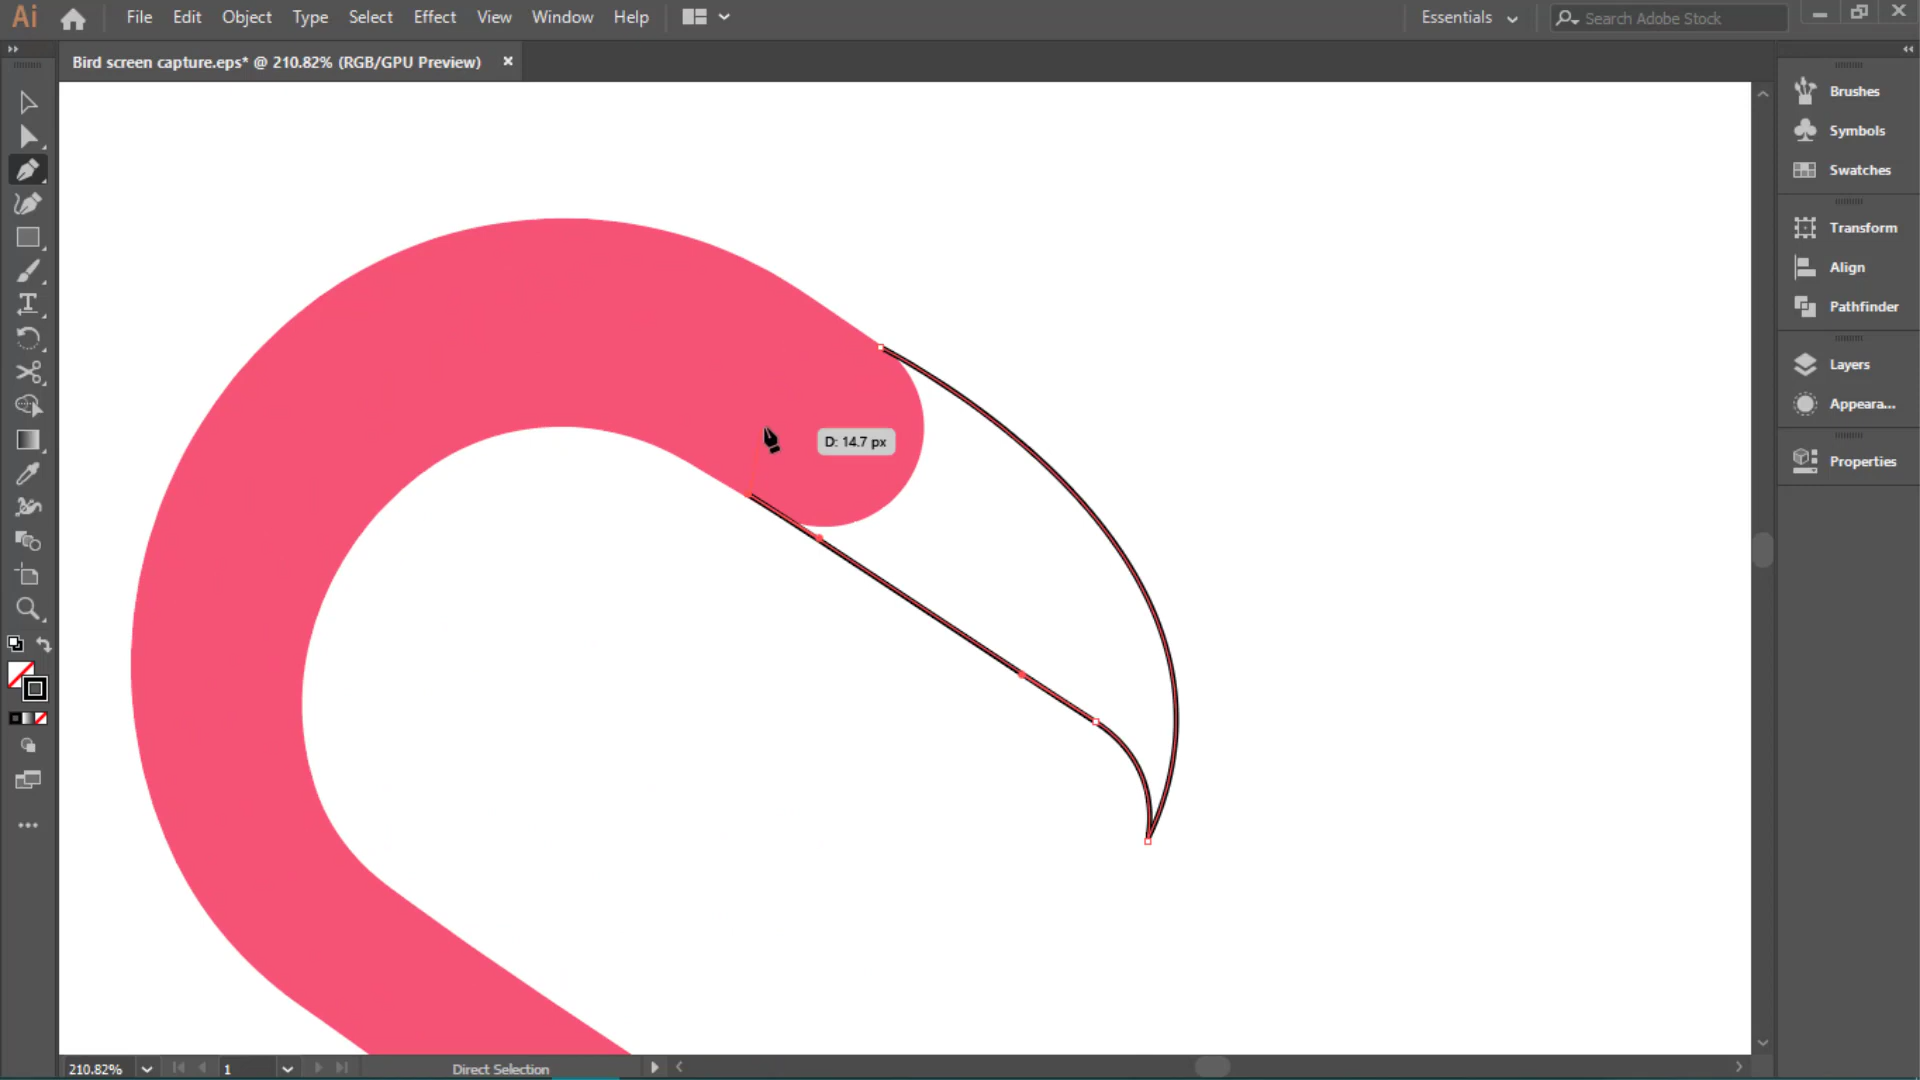 Ai File Edit Object Type Select Effect View Window Help Essentials Search Adobe Stock
Bird screen capture.eps* @ 210.82% (RGB/GPU Preview)
Brushes
Symbols
Swatches
Transform
Align
Pathfinder
Layers
Appeara...
Properties
D: 14.7 px
210.82% 1 Direct Selection